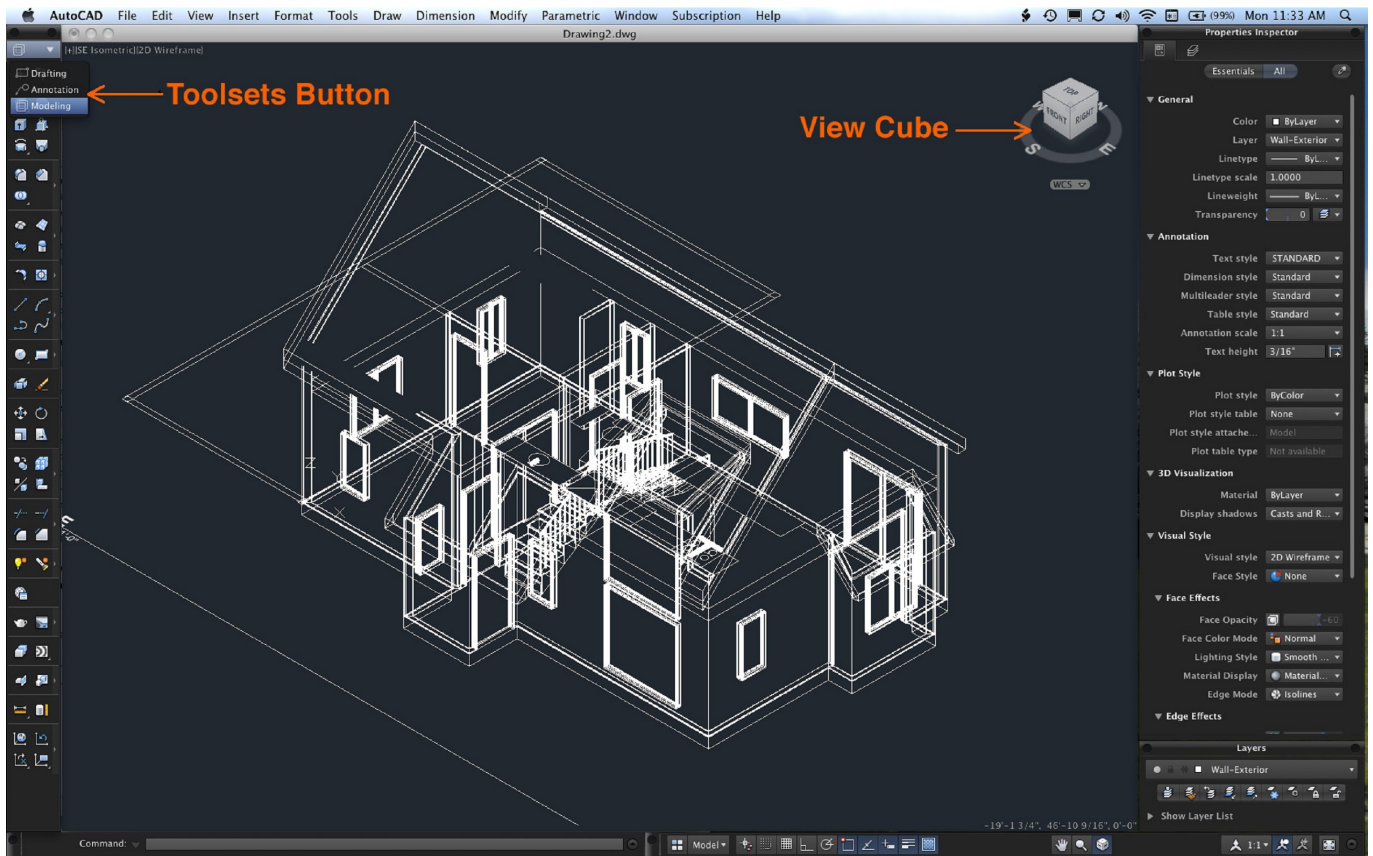 AutoCAD File Edit View Insert Format Tools Draw Dimension Modify Parametric Window Subscription Help (99%) Mon 11:33 AM
Drawing2.dwg
Properties Inspector
[+][SE Isometric][2D Wireframe]
Drafting
Annotation
Modeling
Toolsets Button
View Cube
TOP
FRONT
RIGHT
W
N
S
E
WCS
Z
X
Essentials All
General
Color ByLayer
Layer Wall-Exterior
Linetype ByL...
Linetype scale 1.0000
Lineweight ByL...
Transparency 0
Annotation
Text style STANDARD
Dimension style Standard
Multileader style Standard
Table style Standard
Annotation scale 1:1
Text height 3/16"
Plot Style
Plot style ByColor
Plot style table None
Plot style attache... Model
Plot table type Not available
3D Visualization
Material ByLayer
Display shadows Casts and R...
Visual Style
Visual style 2D Wireframe
Face Style None
Face Effects
Face Opacity -60
Face Color Mode Normal
Lighting Style Smooth ...
Material Display Material...
Edge Mode Isolines
Edge Effects
Layers
Wall-Exterior
Show Layer List
-19'-1 3/4", 46'-10 9/16", 0'-0"
Command:
Model
1:1